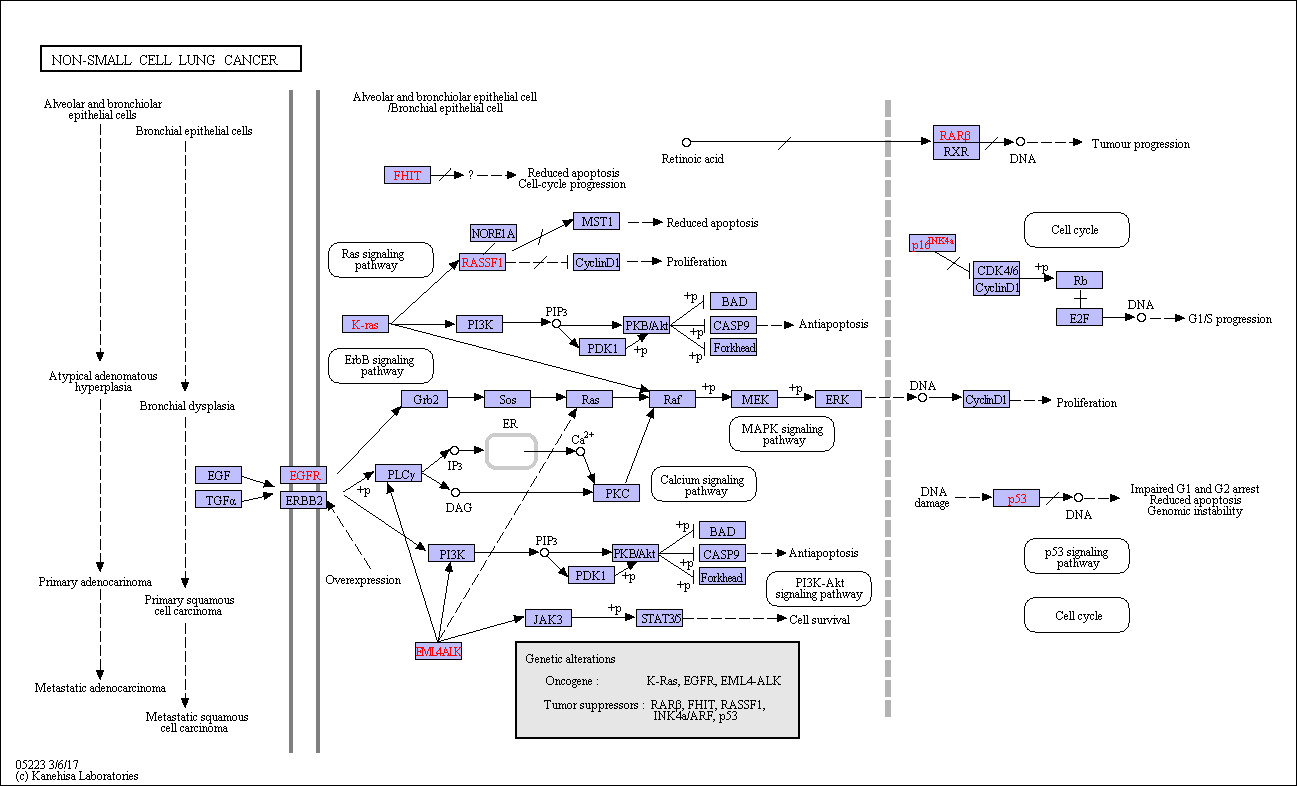 NON-SMALL CELL LUNG CANCER
Alveolar and bronchiolar
epithelial cells
Bronchial epithelial cells
Atypical adenomatous
hyperplasia
Bronchial dysplasia
Primary adenocarinoma
Primary squamous
cell carcinoma
Metastatic adenocarcinoma
Metastatic squamous
cell carcinoma
Alveolar and bronchiolar epithelial cell
/Bronchial epithelial cell
Retinoic acid
RARβ
RXR
DNA
Tumour progression
FHIT
?
Reduced apoptosis
Cell-cycle progression
NORE1A
MST1
Reduced apoptosis
Ras signaling
pathway
RASSF1
CyclinD1
Proliferation
p16INK4a
Cell cycle
CDK4/6
CyclinD1
+p
Rb
E2F
DNA
G1/S progression
K-ras
PI3K
PIP3
PKB/Akt
PDK1
+p
+p
+p
+p
BAD
CASP9
Forkhead
Antiapoptosis
ErbB signaling
pathway
Grb2
Sos
Ras
Raf
+p
MEK
+p
ERK
DNA
CyclinD1
Proliferation
MAPK signaling
pathway
EGF
TGFα
EGFR
ERBB2
Overexpression
+p
PLCγ
IP3
ER
Ca2+
DAG
PKC
Calcium signaling
pathway
DNA
damage
p53
DNA
Impaired G1 and G2 arrest
Reduced apoptosis
Genomic instability
PI3K
PIP3
PKB/Akt
PDK1
+p
+p
+p
+p
BAD
CASP9
Forkhead
Antiapoptosis
PI3K-Akt
signaling pathway
p53 signaling
pathway
Cell cycle
JAK3
+p
STAT3/5
Cell survival
EML4ALK
Genetic alterations
Oncogene : K-Ras, EGFR, EML4-ALK
Tumor suppressors : RARβ, FHIT, RASSF1,
INK4a/ARF, p53
05223 3/6/17
(c) Kanehisa Laboratories